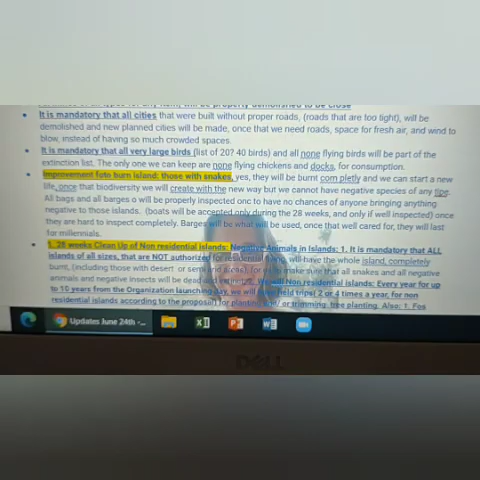 It is mandatory that all cities that were built without proper roads, (roads that are too tight), will be
demolished and new planned cities will be made, once that we need roads, space for fresh air, and wind to
blow, instead of having so much crowded spaces.
It is mandatory that all very large birds (list of 20? 40 birds) and all none flying birds will be part of the
extinction list. The only one we can keep are none flying chickens and docka, for consumption.
Improvement foto burn island: those with snakes, yes, they will be burnt com pletly and we can start a new
life, once that biodiversity we will create with the new way but we cannot have negative species of any
All bags and all barges o will be properly inspected one to have no chances of anyone bringing anything
negative to those islands. (boats will be accepted only during the 28 weeks, and only if well inspected) once
they are hard to inspect completely. Barges will be what will be used, once that well cared for, they will last
for millennials.
1. 28 weeks Clean Up of Non residential islands: Negative Animals in Islands: 1. It is mandatory that ALL
islands of all sizes, that are NOT authorized for residential living, will have the whole island, completely
burnt, (including those with desert or semi and acres), for us to make sure that all snakes and all negative
animals and negative insects will be dead and We will Non residential islands: Every year for up
to 10 years from the Organization launching day, we will held trips 2 or 4 times a year, for non
residential islands according to the proposal for planting and/ or trimming, free planting. Also: 1. Fos
Updates June 24th -...
DELL